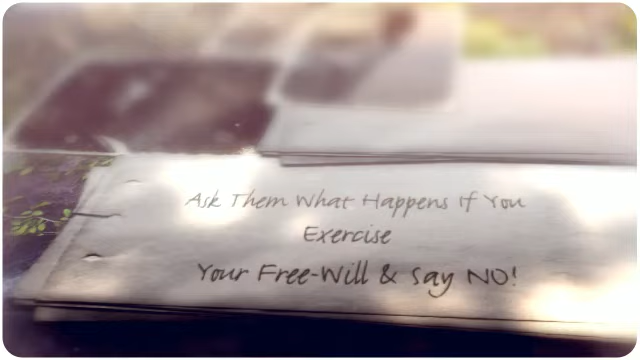 Ask Them What Happens If You
Exercise
Your Free-Will & Say NO!